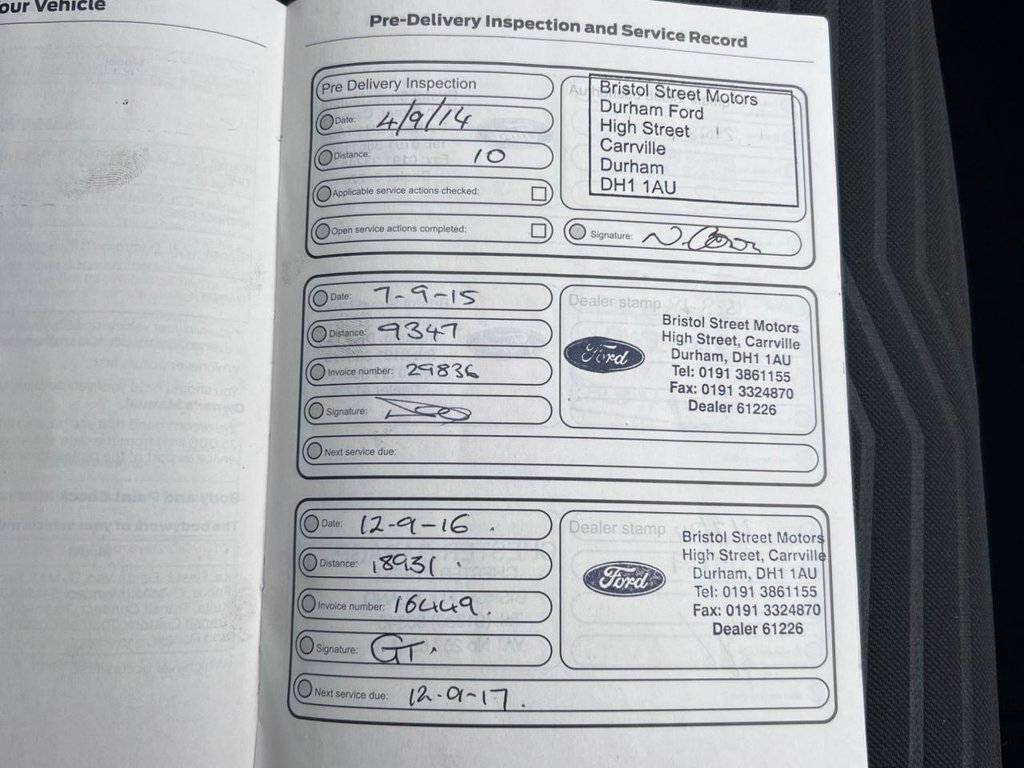 our Vehicle
Pre-Delivery Inspection and Service Record
Pre Delivery Inspection
Date: 4/9/14
Distance: 10
Applicable service actions checked:
Open service actions completed:
Bristol Street Motors
Durham Ford
High Street
Carrville
Durham
DH1 1AU
Signature:
Date: 7-9-15
Distance: 9347
Invoice number: 29836
Signature:
Next service due:
Dealer stamp
Ford
Bristol Street Motors
High Street, Carrville
Durham, DH1 1AU
Tel: 0191 3861155
Fax: 0191 3324870
Dealer 61226
Date: 12-9-16.
Distance: 18931.
Invoice number: 16449.
Signature: GT.
Next service due: 12-9-17.
Dealer stamp
Ford
Bristol Street Motors
High Street, Carrville
Durham, DH1 1AU
Tel: 0191 3861155
Fax: 0191 3324870
Dealer 61226